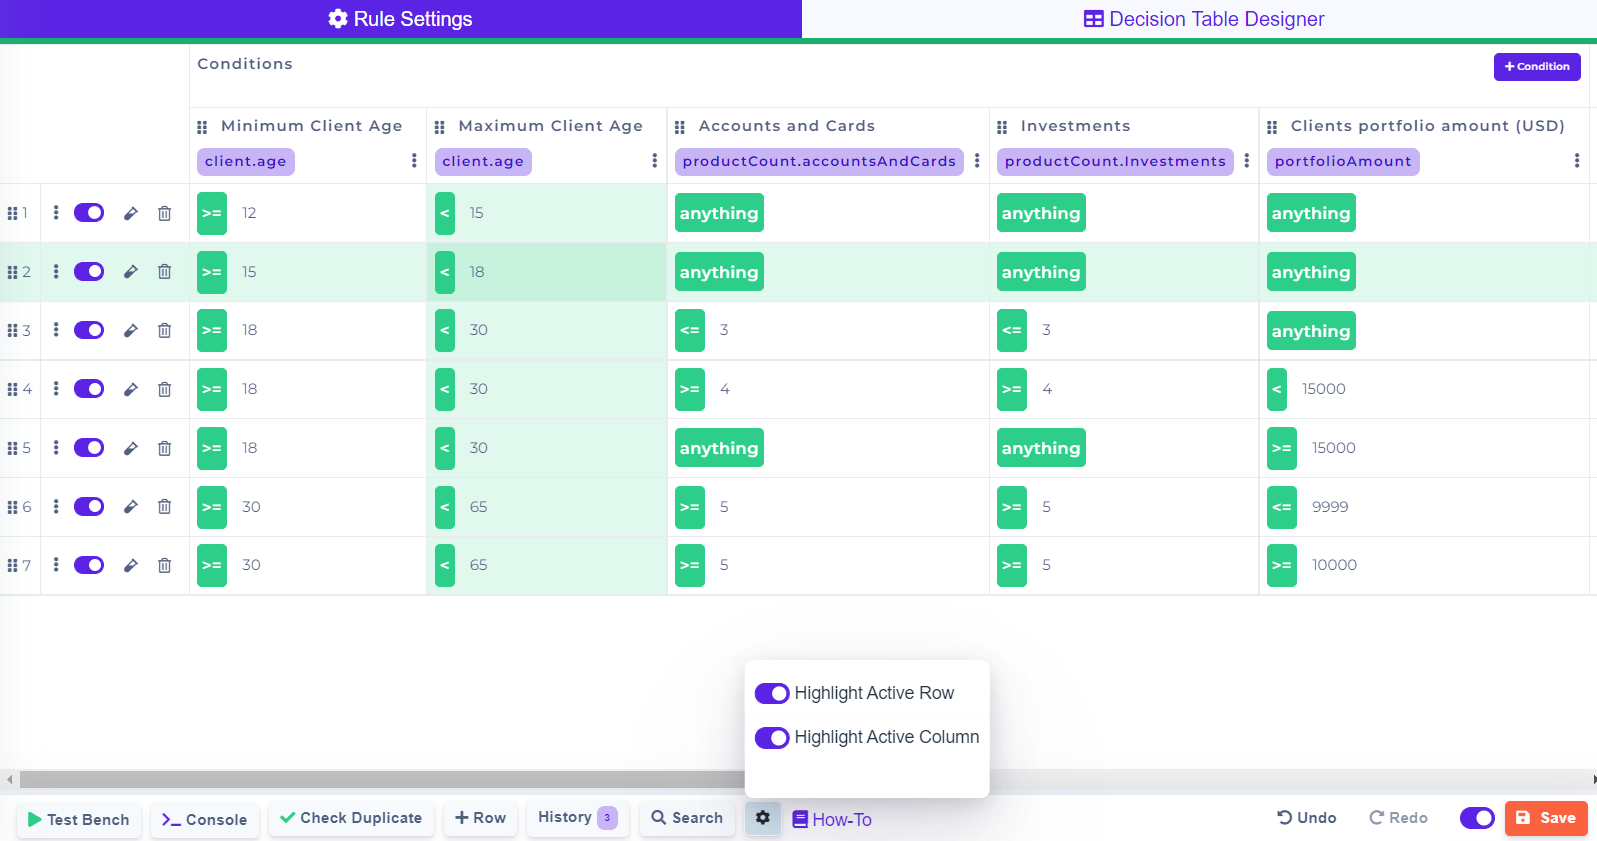 Rule Settings
Decision Table Designer
Conditions
+ Condition
Minimum Client Age
Maximum Client Age
Accounts and Cards
Investments
Clients portfolio amount (USD)
client.age
client.age
productCount.accountsAndCards
productCount.Investments
portfolioAmount
1 >= 12 < 15 anything anything anything
2 >= 15 < 18 anything anything anything
3 >= 18 < 30 <= 3 <= 3 anything
4 >= 18 < 30 >= 4 >= 4 < 15000
5 >= 18 < 30 anything anything >= 15000
6 >= 30 < 65 >= 5 >= 5 <= 9999
7 >= 30 < 65 >= 5 >= 5 >= 10000
Highlight Active Row
Highlight Active Column
Test Bench
Console
Check Duplicate
+ Row
History 3
Search
How-To
Undo
Redo
Save